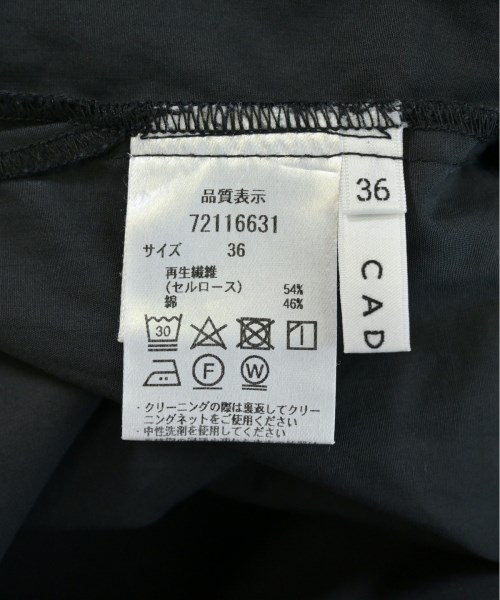 品質表示
72116631
サイズ 36
再生繊維
(セルロース) 54%
綿 46%
30
F W
・クリーニングの際は裏返してクリー
ニングネットをご使用ください
・中性洗剤を使用してください
36
CAD